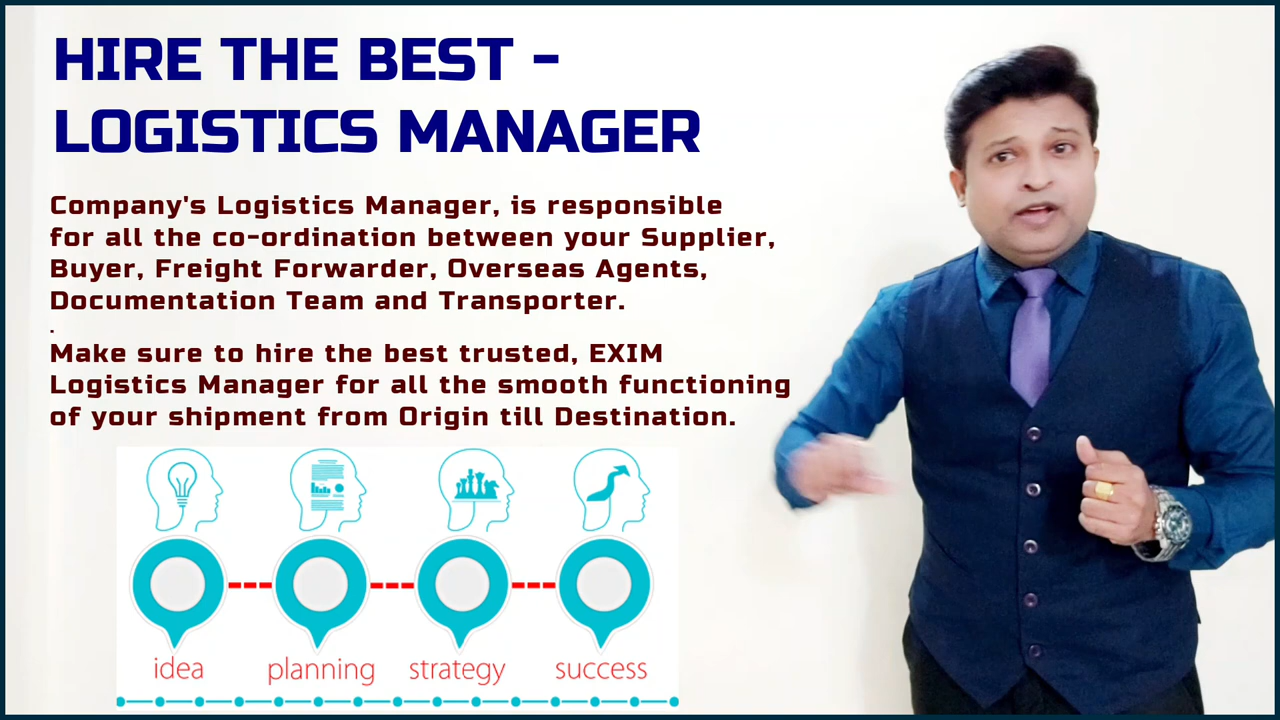 HIRE THE BEST -
LOGISTICS MANAGER
Company's Logistics Manager, is responsible
for all the co-ordination between your Supplier,
Buyer, Freight Forwarder, Overseas Agents,
Documentation Team and Transporter.
.
Make sure to hire the best trusted, EXIM
Logistics Manager for all the smooth functioning
of your shipment from Origin till Destination.
idea planning strategy success